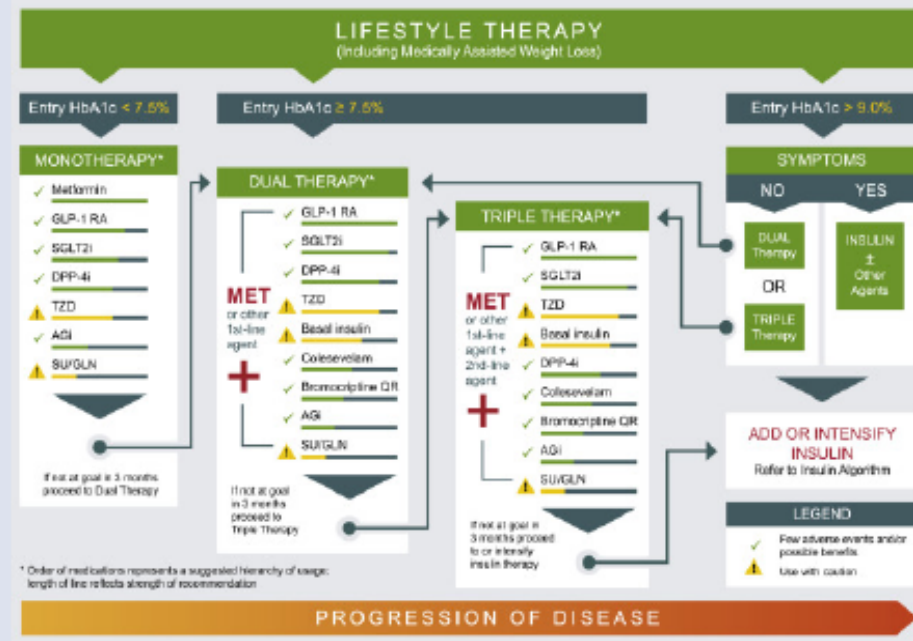 LIFESTYLE THERAPY
(Including Medically Assisted Weight Loss)
Entry HbA1c < 7.5%
Entry HbA1c ≥ 7.5%
Entry HbA1c > 9.0%
MONOTHERAPY*
Metformin
GLP-1 RA
SGLT2i
DPP-4i
TZD
AGi
SU/GLN
If not at goal in 3 months
proceed to Dual Therapy
DUAL THERAPY*
MET
or other
1st-line
agent
+
GLP-1 RA
SGLT2i
DPP-4i
TZD
Basal insulin
Colesevelam
Bromocriptine QR
AGi
SU/GLN
If not at goal
in 3 months
proceed to
Triple Therapy
TRIPLE THERAPY*
MET
or other
1st-line
agent +
2nd-line
agent
+
GLP-1 RA
SGLT2i
TZD
Basal insulin
DPP-4i
Colesevelam
Bromocriptine QR
AGi
SU/GLN
If not at goal in
3 months proceed
to or intensify
insulin therapy
SYMPTOMS
NO
YES
DUAL
Therapy
OR
TRIPLE
Therapy
INSULIN
±
Other
Agents
ADD OR INTENSIFY
INSULIN
Refer to Insulin Algorithm
LEGEND
Few adverse events and/or
possible benefits
Use with caution
* Order of medications represents a suggested hierarchy of usage;
length of line reflects strength of recommendation
PROGRESSION OF DISEASE